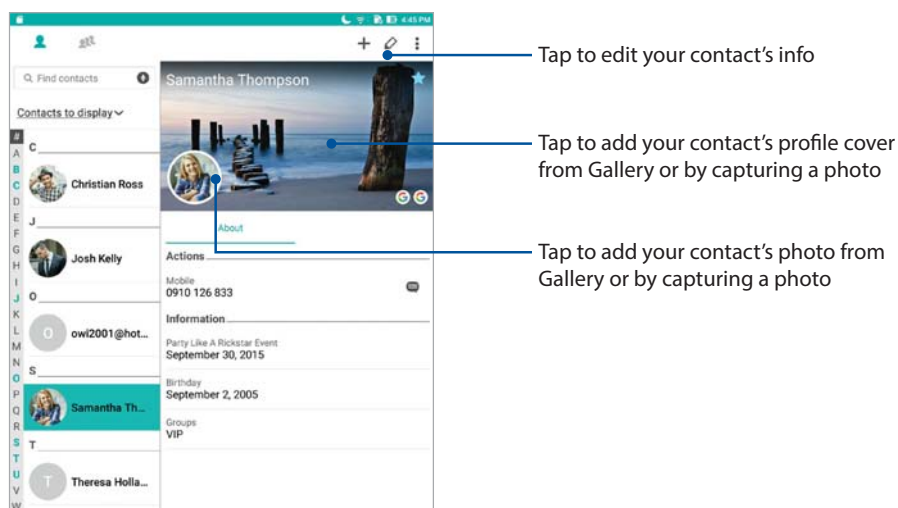 4:45 PM
Find contacts
Contacts to display
#
A
B
C
D
E
F
G
H
I
J
K
L
M
N
O
P
Q
R
S
T
U
V
W
C
Christian Ross
J
Josh Kelly
O
O
owl2001@hot...
S
Samantha Th...
T
T
Theresa Holla...
Samantha Thompson
G G
About
Actions
Mobile
0910 126 833
Information
Party Like A Rickstar Event
September 30, 2015
Birthday
September 2, 2005
Groups
VIP
Tap to edit your contact’s info
Tap to add your contact’s profile cover
from Gallery or by capturing a photo
Tap to add your contact’s photo from
Gallery or by capturing a photo